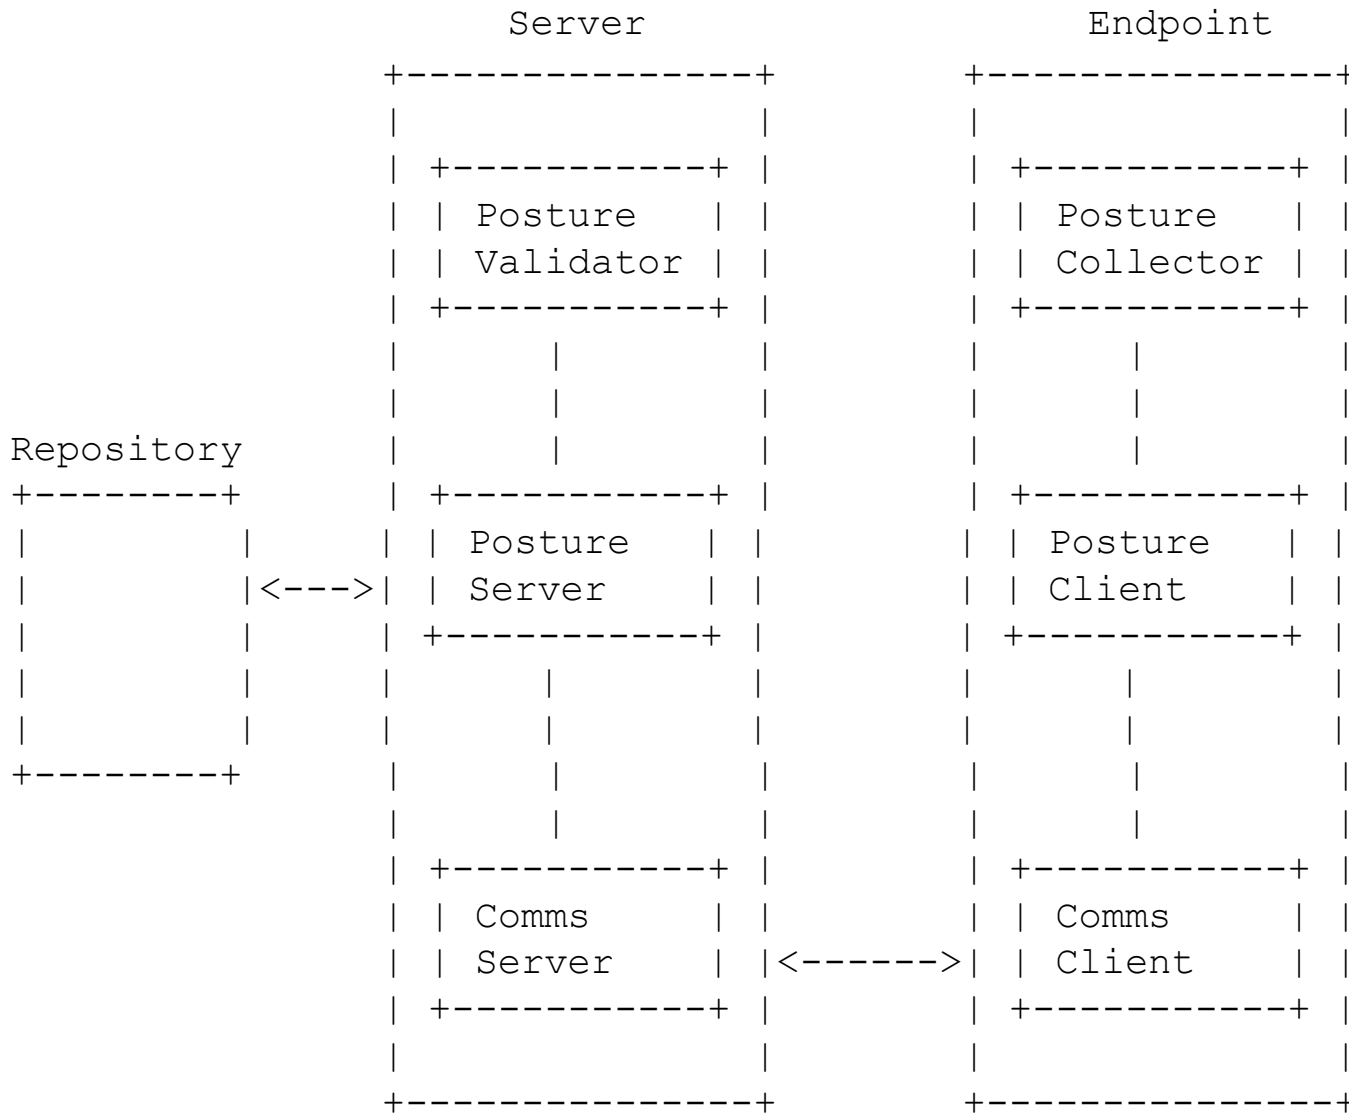 Server Endpoint
Posture Posture
Validator Collector
Repository
Posture Posture
Server Client
Comms Comms
Server <------> Client